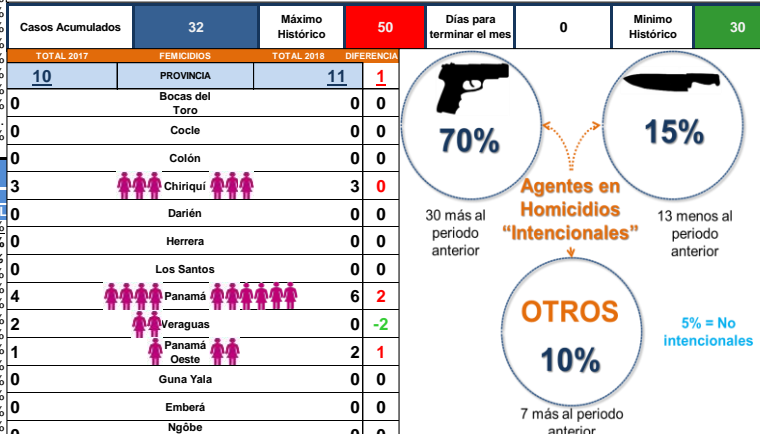 Casos Acumulados 32 Máximo Histórico 50 Días para terminar el mes 0 Minimo Histórico 30
TOTAL 2017 FEMICIDIOS TOTAL 2018 DIFERENCIA
10 PROVINCIA 11 1
0 Bocas del Toro 0 0
0 Cocle 0 0
0 Colón 0 0
3 Chiriquí 3 0
0 Darién 0 0
0 Herrera 0 0
0 Los Santos 0 0
4 Panamá 6 2
2 Veraguas 0 -2
1 Panamá Oeste 2 1
0 Guna Yala 0 0
0 Emberá 0 0
0 Ngôbe 0 0
70%
30 más al
periodo
anterior
15%
13 menos al
periodo
anterior
Agentes en
Homicidios
“Intencionales”
OTROS
10%
7 más al periodo
anterior
5% = No
intencionales